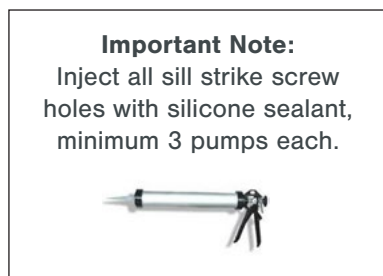 Important Note:
Inject all sill strike screw
holes with silicone sealant,
minimum 3 pumps each.